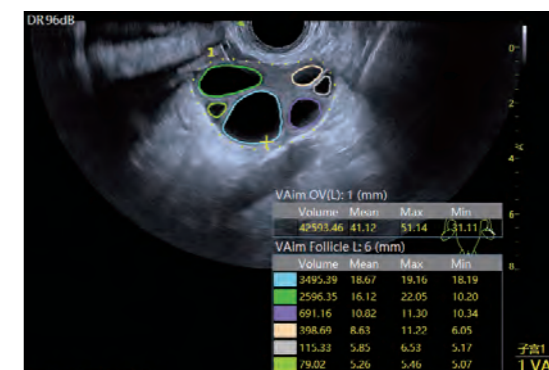 DR96dB
1
0
2
4
VAim OV(L): 1 (mm)
Volume Mean Max Min
42593.46 41.12 51.14 31.11
6
VAim Follicle L: 6 (mm)
Volume Mean Max Min
8
3495.39 18.67 19.16 18.19
2596.35 16.12 22.05 10.20
691.16 10.82 11.30 10.34
398.69 8.63 11.22 6.05
115.33 5.85 6.53 5.17
79.02 5.26 5.46 5.07
子宫1
1 VA